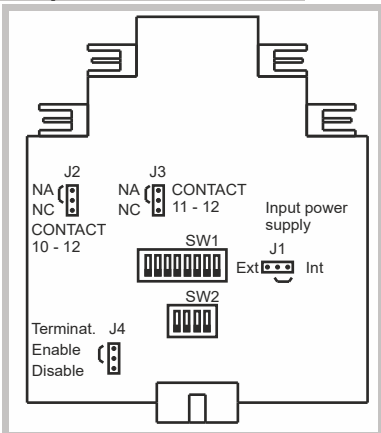 J2
NA
NC
CONTACT
10 - 12
J3
NA
NC
CONTACT
11 - 12
Input power
supply
J1
Ext
Int
SW1
SW2
Terminat. J4
Enable
Disable